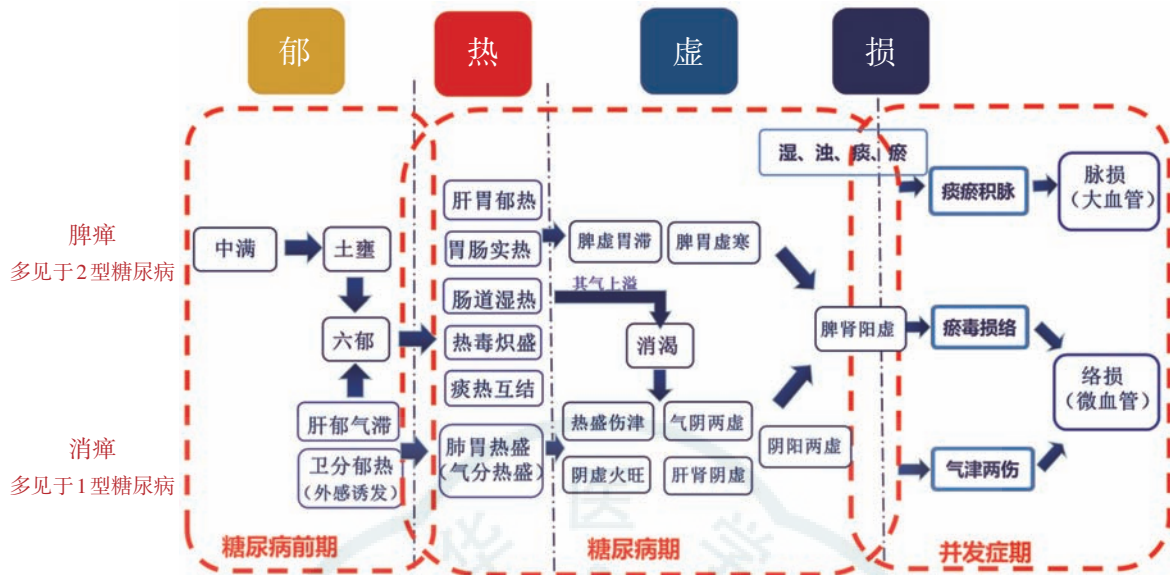 郁
热
虚
损
脾瘅
多见于2型糖尿病
消瘅
多见于1型糖尿病
中满
土壅
六郁
肝郁气滞
卫分郁热
(外感诱发)
糖尿病前期
肝胆郁热
胃肠实热
肠道湿热
热毒炽盛
痰热互结
肺胃热盛
(气分热盛)
脾虚胃滞
脾胃虚寒
其气上溢
消渴
热盛伤津
气阴两虚
阴虚火旺
肝肾阴虚
阴阳两虚
脾肾阳虚
糖尿病期
湿、浊、痰、瘀
痰瘀积脉
脉损
(大血管)
瘀毒损络
络损
(微血管)
气津两伤
并发症期
华医学